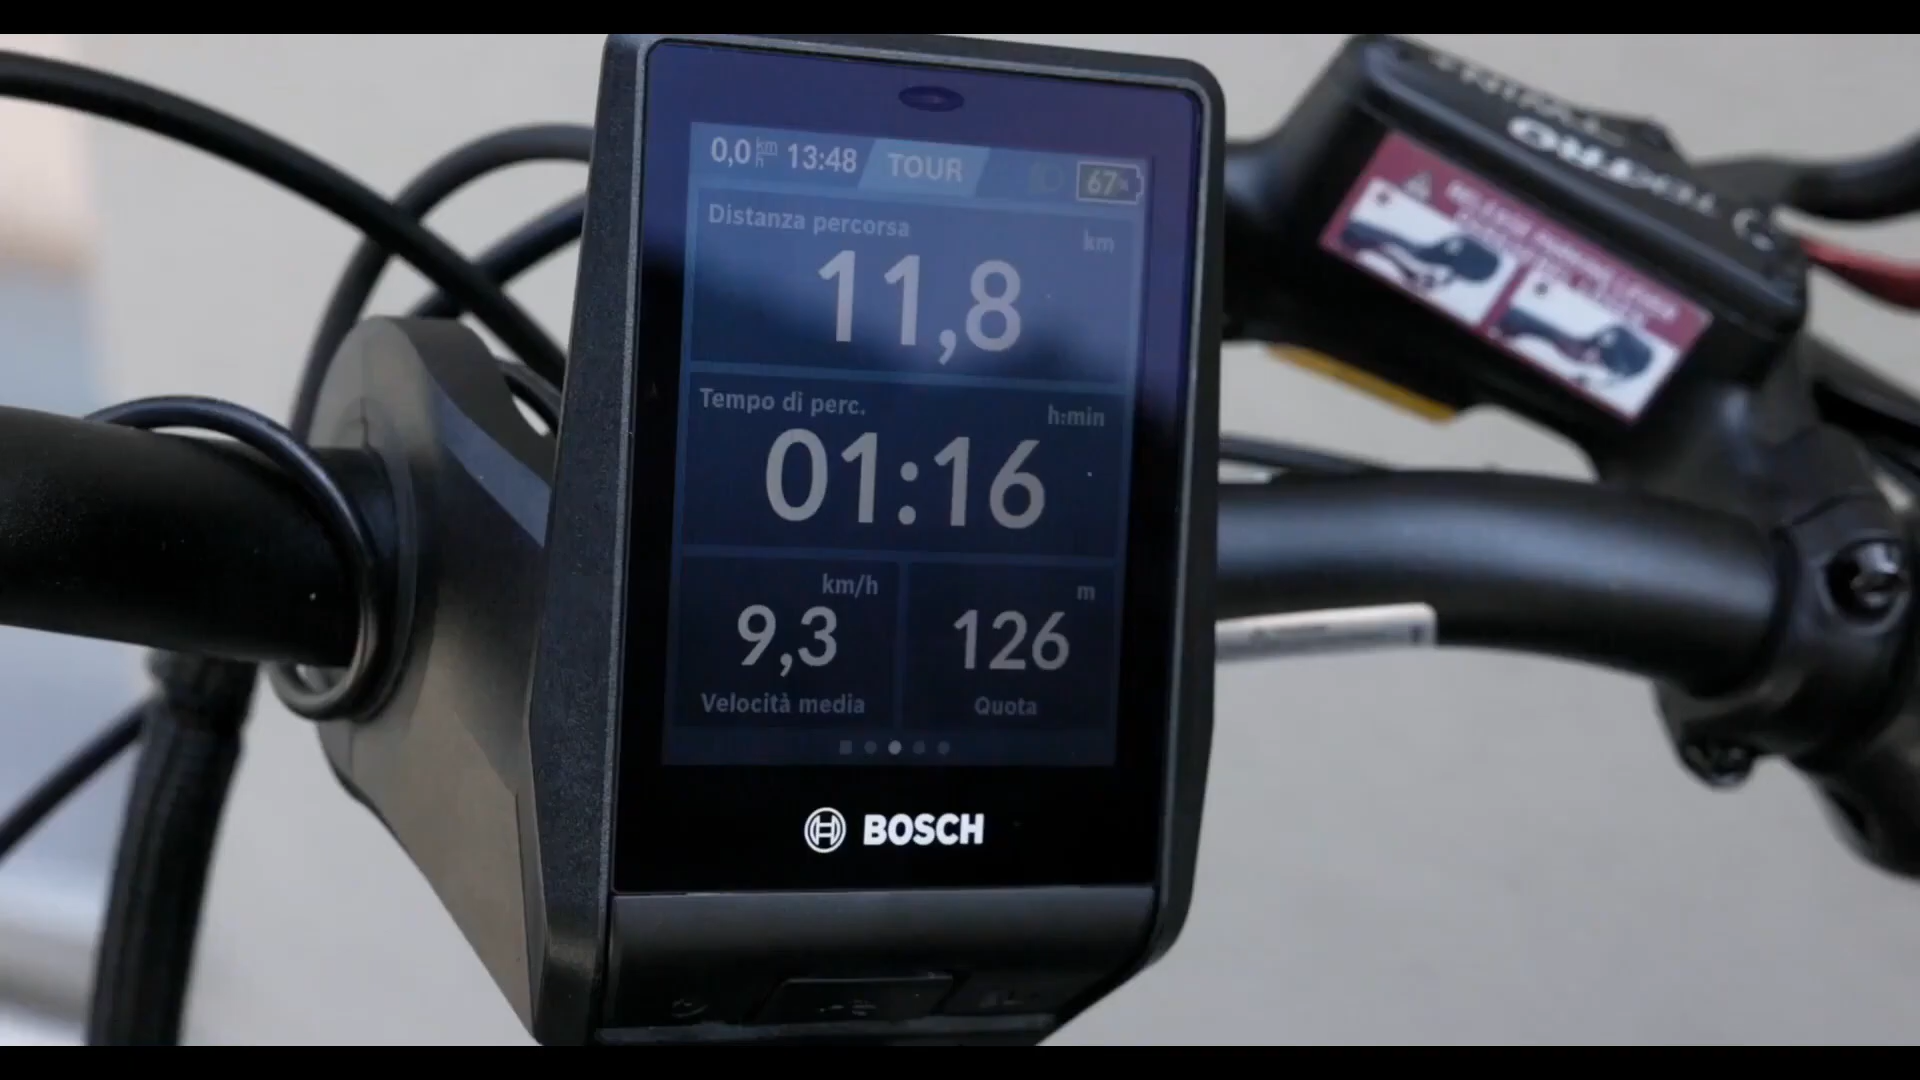 0,0 km/h 13:48 TOUR 67%
Distanza percorsa
km
11,8
Tempo di perc.
h:min
01:16
km/h
9,3
Velocità media
m
126
Quota
BOSCH
TEKTRO